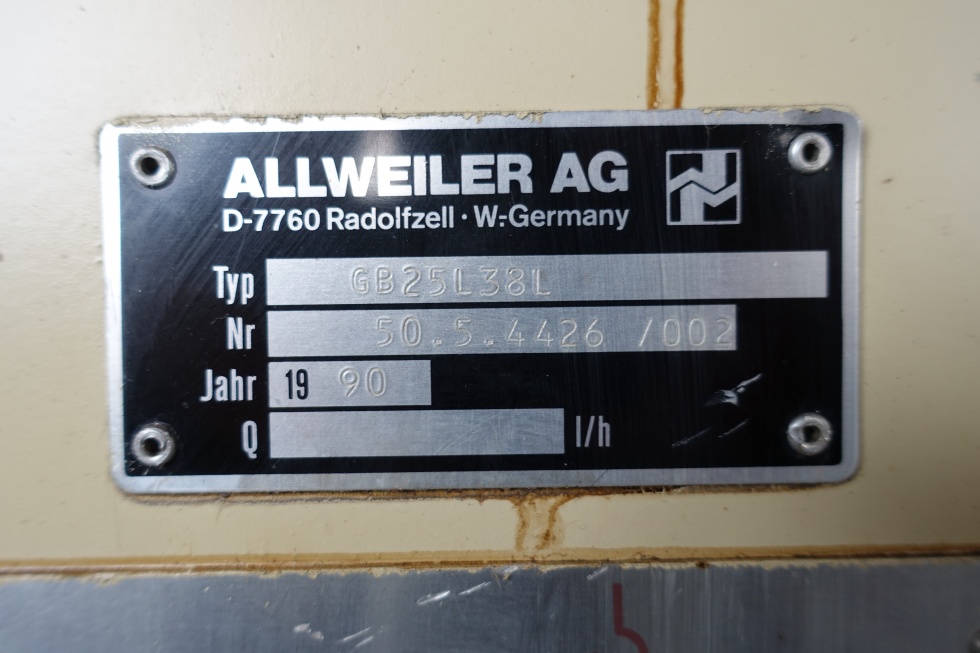 ALLWEILER AG
D-7760 Radolfzell · W.-Germany
Typ GB25L38L
Nr 50.5.4426 /002
Jahr 19 90
Q l/h